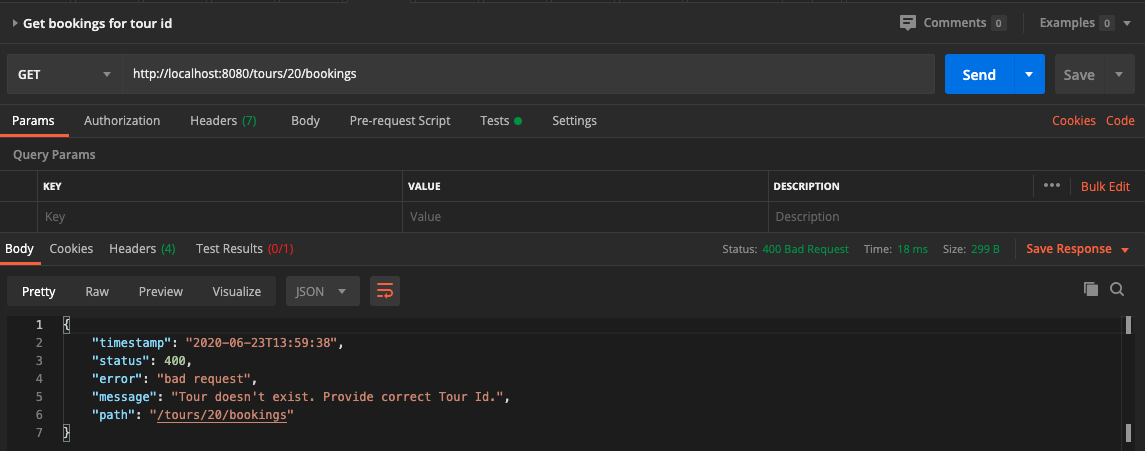 Get bookings for tour id
Comments 0
Examples 0
GET
http://localhost:8080/tours/20/bookings
Send
Save
Params Authorization Headers (7) Body Pre-request Script Tests Settings Cookies Code
Query Params
KEY VALUE DESCRIPTION ••• Bulk Edit
Key Value Description
Body Cookies Headers (4) Test Results (0/1) Status: 400 Bad Request Time: 18 ms Size: 299 B Save Response
Pretty Raw Preview Visualize JSON
1 {
2 "timestamp": "2020-06-23T13:59:38",
3 "status": 400,
4 "error": "bad request",
5 "message": "Tour doesn't exist. Provide correct Tour Id.",
6 "path": "/tours/20/bookings"
7 }